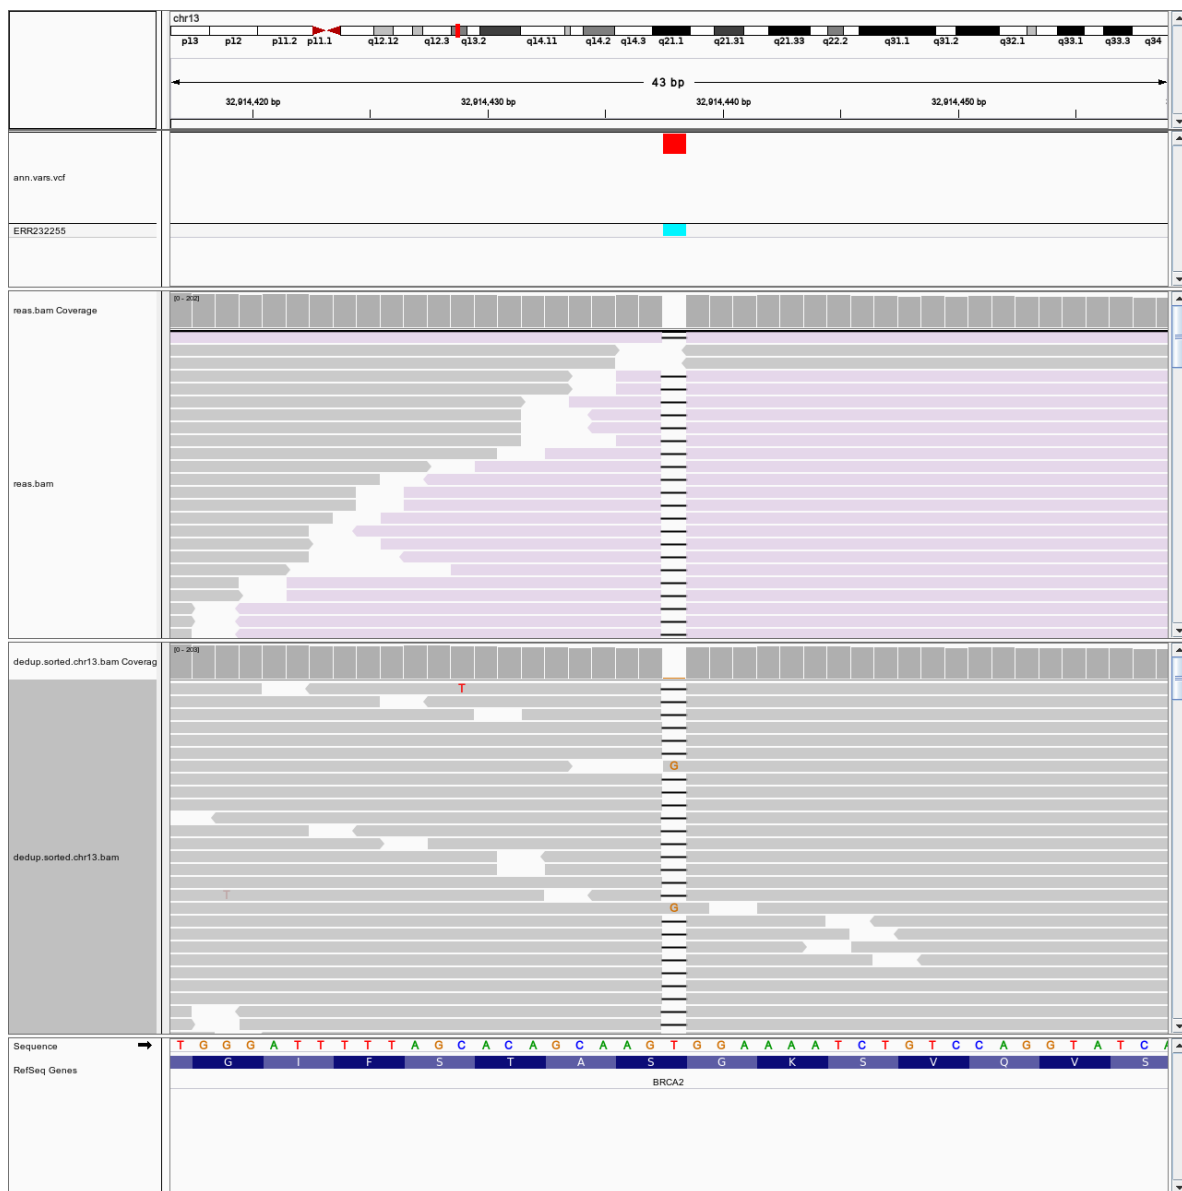 chr13
p13 p12 p11.2 p11.1 q12.12 q12.3 q13.2 q14.11 q14.2 q14.3 q21.1 q21.31 q21.33 q22.2 q31.1 q31.2 q32.1 q33.1 q33.3 q34
43 bp
32,914,420 bp 32,914,430 bp 32,914,440 bp 32,914,450 bp
ann.vars.vcf
ERR232255
[0 - 202]
reas.bam Coverage
reas.bam
[0 - 203]
dedup.sorted.chr13.bam Coverag
T
G
dedup.sorted.chr13.bam
T
G
Sequence T G G G A T T T T T A G C A C A G C A A G T G G A A A A T C T G T C C A G G T A T C A
RefSeq Genes G I F S T A S G K S V Q V S
BRCA2